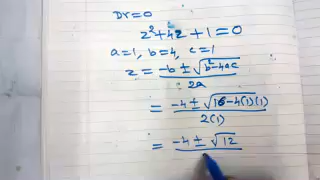 Dr=0
z²+4z+1=0
a=1, b=4, c=1
z = -b ± √b²-4ac / 2a
= -4 ± √16-4(1)(1) / 2(1)
= -4 ± √12